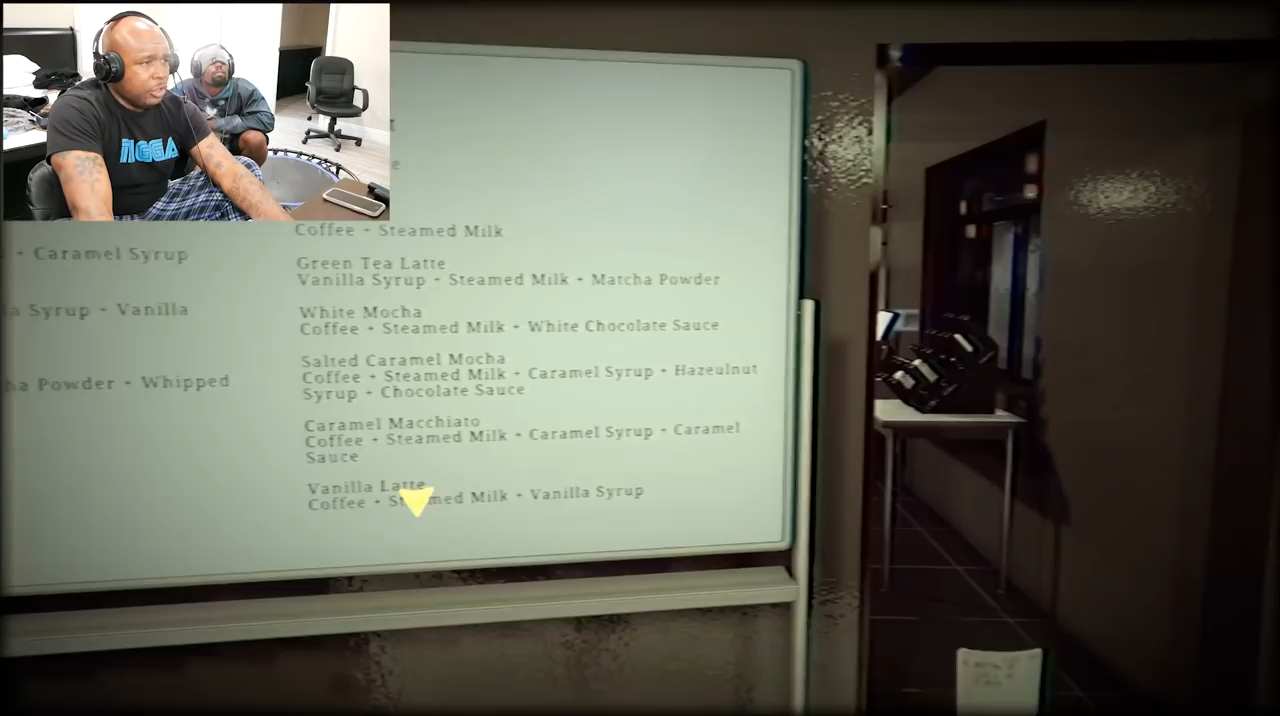 + Caramel Syrup
Syrup + Vanilla
Powder + Whipped
Coffee + Steamed Milk
Green Tea Latte
Vanilla Syrup + Steamed Milk + Matcha Powder
White Mocha
Coffee + Steamed Milk + White Chocolate Sauce
Salted Caramel Mocha
Coffee + Steamed Milk + Caramel Syrup + Hazeulnut
Syrup + Chocolate Sauce
Caramel Macchiato
Coffee + Steamed Milk + Caramel Syrup + Caramel
Sauce
Vanilla Latte
Coffee + Steamed Milk + Vanilla Syrup